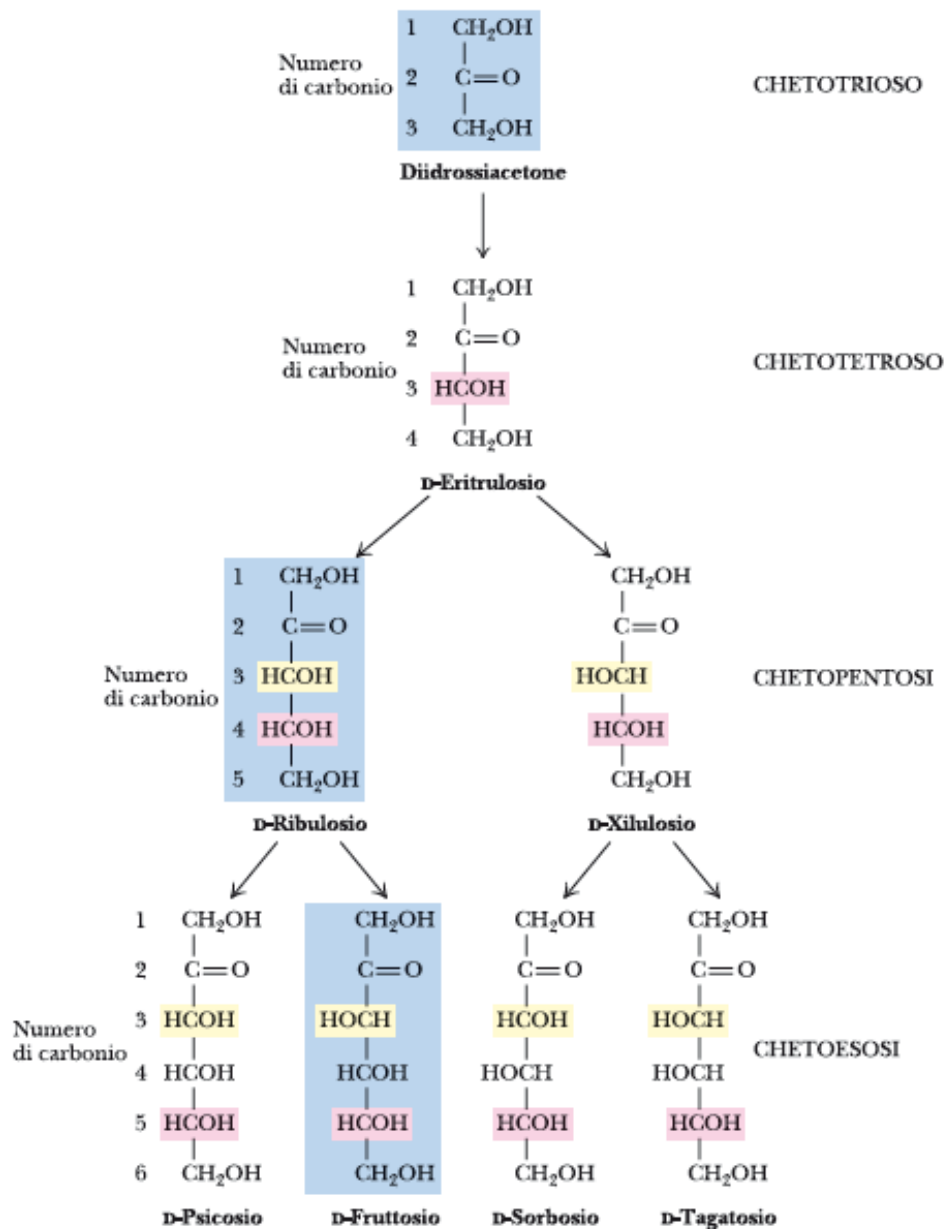 1 CH₂OH
Numero
di carbonio
2 C=O
CHETOTRIOSO
3 CH₂OH
Diidrossiacetone
1 CH₂OH
Numero
di carbonio
2 C=O
CHETOTETROSO
3 HCOH
4 CH₂OH
D-Eritrulosio
1 CH₂OH CH₂OH
2 C=O C=O
Numero
di carbonio
3 HCOH HOCH CHETOPENTOSI
4 HCOH HCOH
5 CH₂OH CH₂OH
D-Ribulosio D-Xilulosio
1 CH₂OH CH₂OH CH₂OH CH₂OH
2 C=O C=O C=O C=O
Numero
di carbonio
3 HCOH HOCH HCOH HOCH
CHETOESOSI
4 HCOH HCOH HOCH HOCH
5 HCOH HCOH HCOH HCOH
6 CH₂OH CH₂OH CH₂OH CH₂OH
D-Psicosio D-Fruttosio D-Sorbosio D-Tagatosio